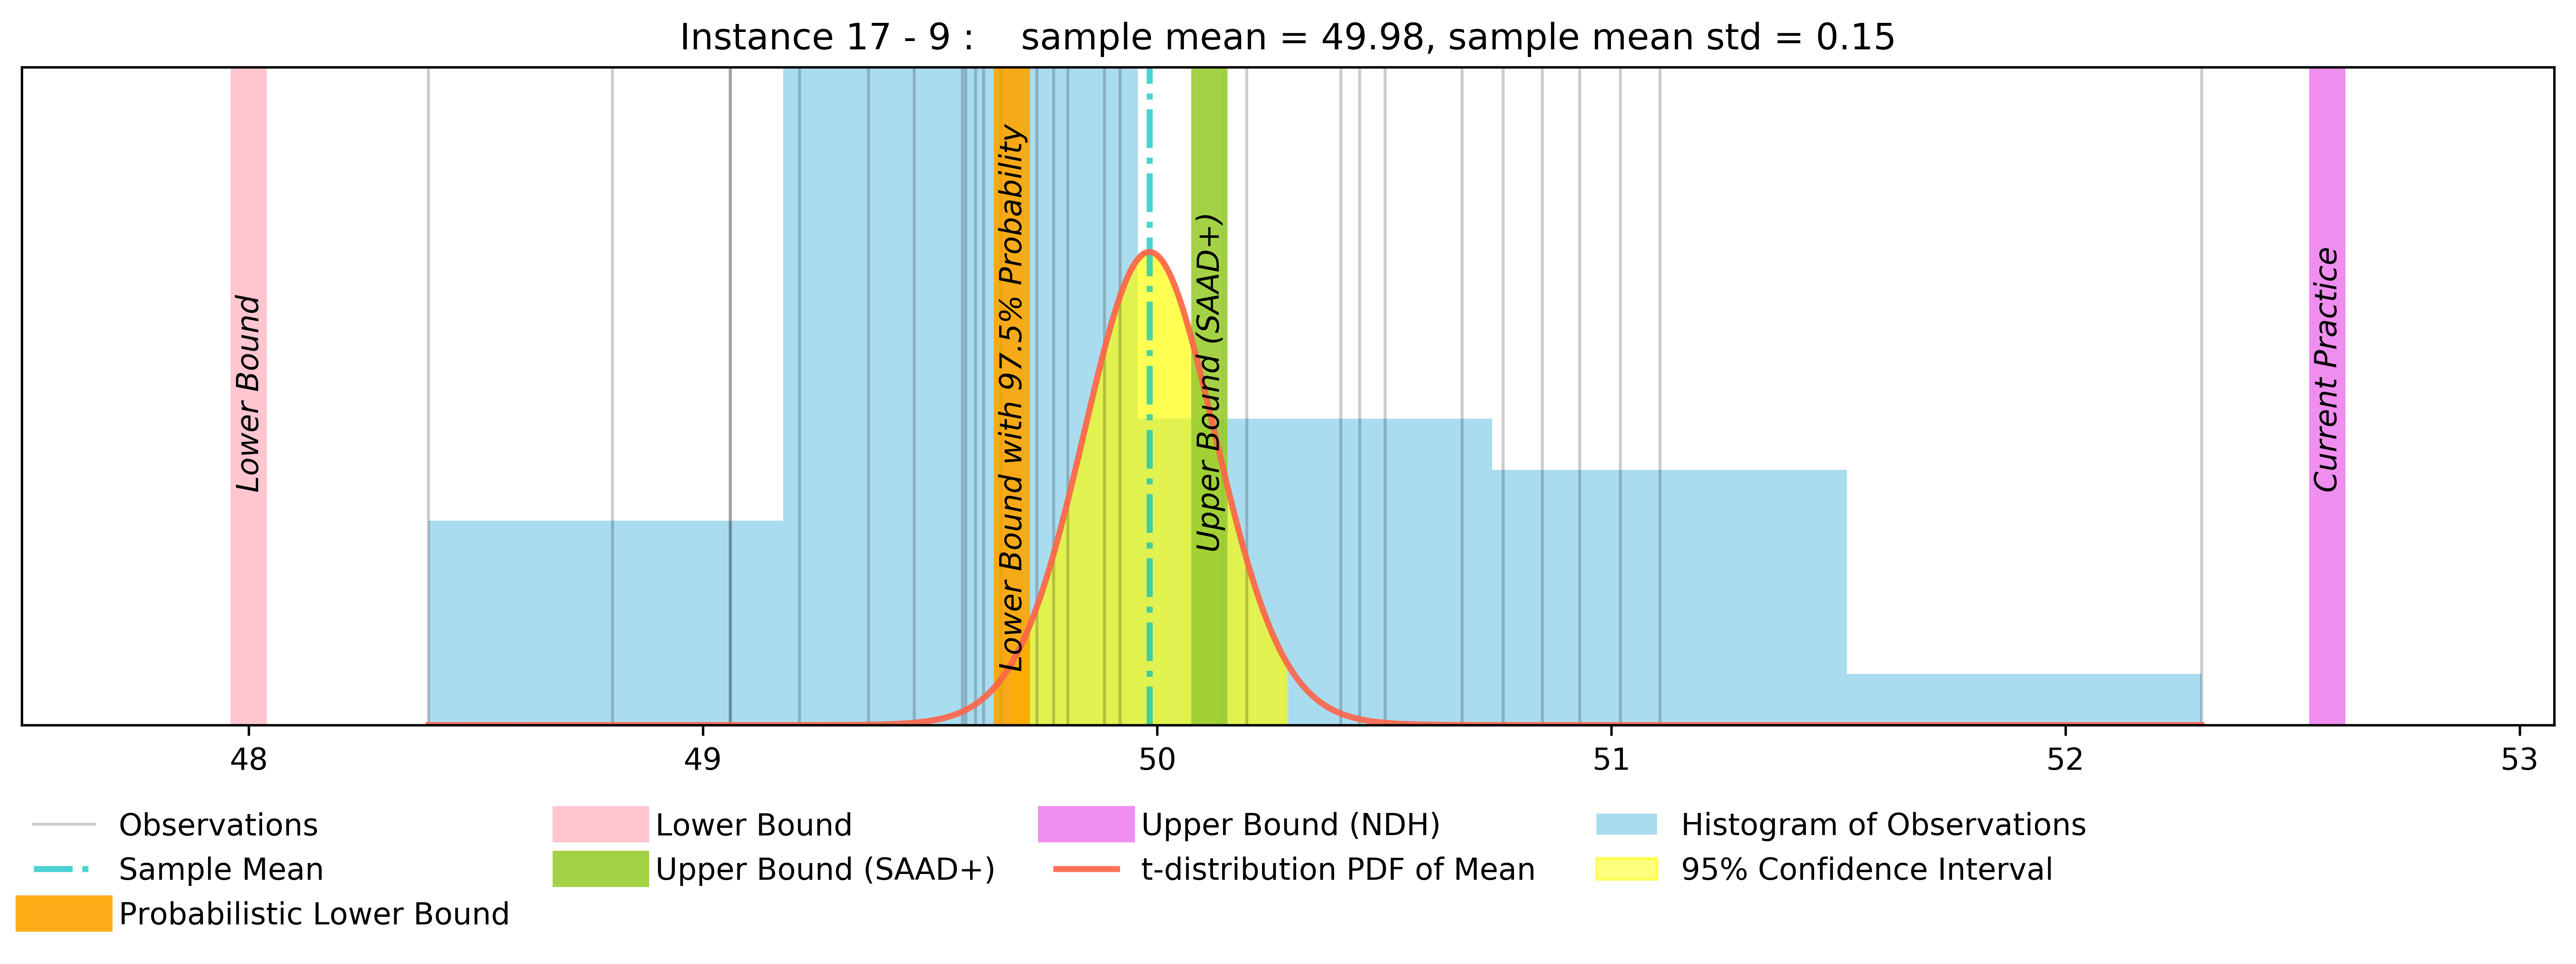 Instance 17 - 9 :    sample mean = 49.98, sample mean std = 0.15
Lower Bound
Lower Bound with 97.5% Probability
Upper Bound (SAAD+)
Current Practice
48 49 50 51 52 53
Observations
Sample Mean
Probabilistic Lower Bound
Lower Bound
Upper Bound (SAAD+)
Upper Bound (NDH)
t-distribution PDF of Mean
Histogram of Observations
95% Confidence Interval